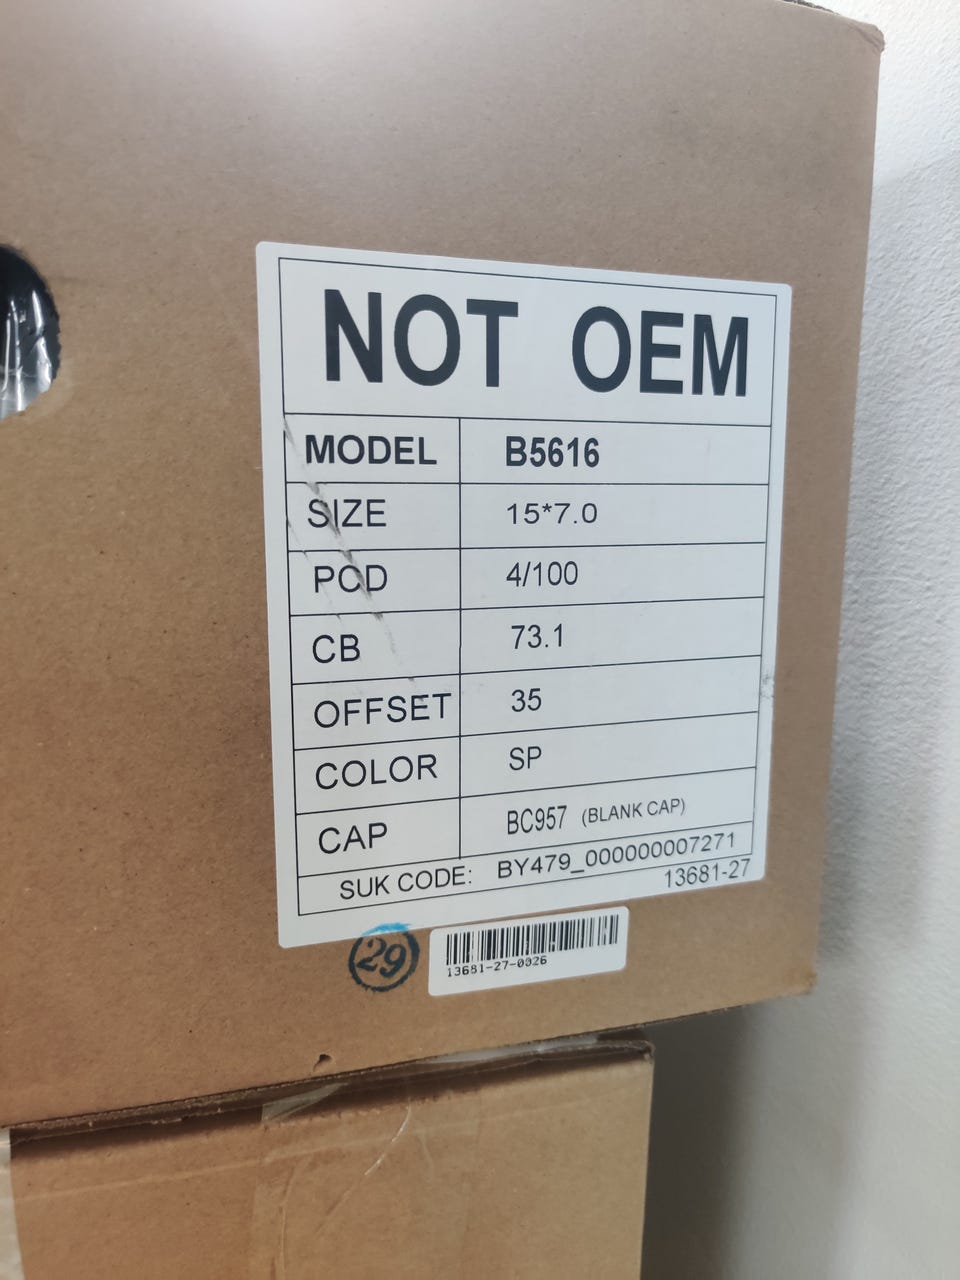 NOT OEM
MODEL B5616
SIZE 15*7.0
PCD 4/100
CB 73.1
OFFSET 35
COLOR SP
CAP BC957 (BLANK CAP)
SUK CODE: BY479_000000007271
13681-27
29
13681-27-0026